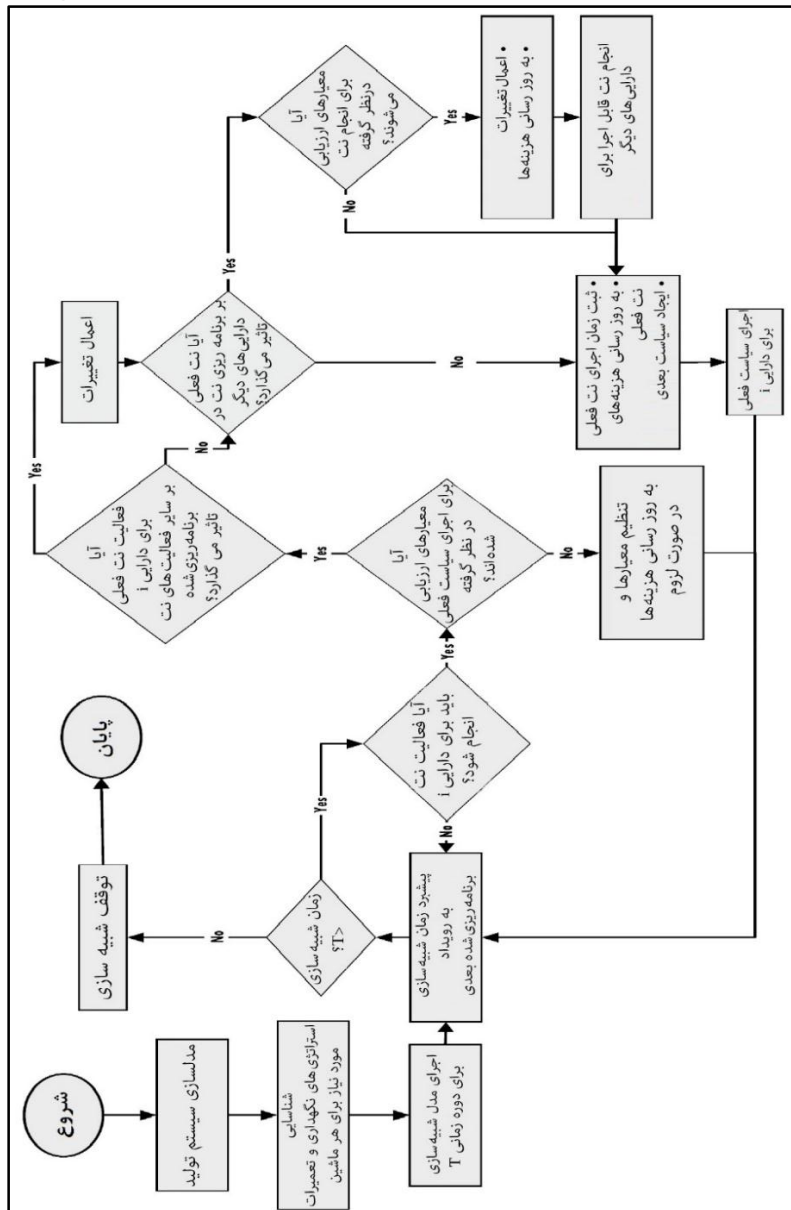 شروع
مدلسازی سیستم تولید
شناسایی
استراتژی‌های نگهداری و تعمیرات
مورد نیاز برای هر ماشین
اجرای مدل شبیه سازی
برای دوره زمانی
T
پیشبرد زمان شبیه سازی
به رویداد
برنامه‌ریزی شده بعدی
زمان شبیه سازی
<T؟
No
توقف شبیه سازی
پایان
Yes
آیا فعالیت نت
باید برای دارایی i
انجام شود؟
No
Yes
آیا
معیارهای ارزیابی
برای اجرای سیاست فعلی
در نظر گرفته
شده‌اند؟
No
تنظیم معیارها و
به روز رسانی هزینه‌ها
در صورت لزوم
Yes
آیا
فعالیت نت فعلی
برای دارایی i
بر سایر فعالیت‌های نت
برنامه‌ریزی شده
تاثیر می گذارد؟
Yes
اعمال تغییرات
No
آیا نت فعلی
بر برنامه ریزی نت در
دارایی‌های دیگر
تاثیر می‌گذارد؟
No
Yes
آیا
معیارهای ارزیابی
درنظر گرفته
برای انجام نت
می‌شوند؟
No
Yes
• اعمال تغییرات
• به روز رسانی هزینه‌ها
انجام نت قابل اجرا برای
دارایی‌های دیگر
• ثبت زمان اجرای نت فعلی
• به روز رسانی هزینه‌های
نت فعلی
• ایجاد سیاست بعدی
اجرای سیاست فعلی
برای دارایی
i